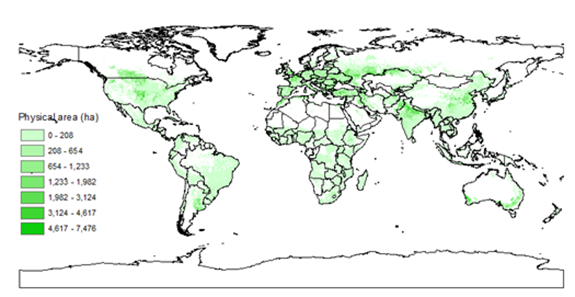 Physical area (ha)
0 - 208
208 - 654
654 - 1,233
1,233 - 1,982
1,982 - 3,124
3,124 - 4,617
4,617 - 7,476